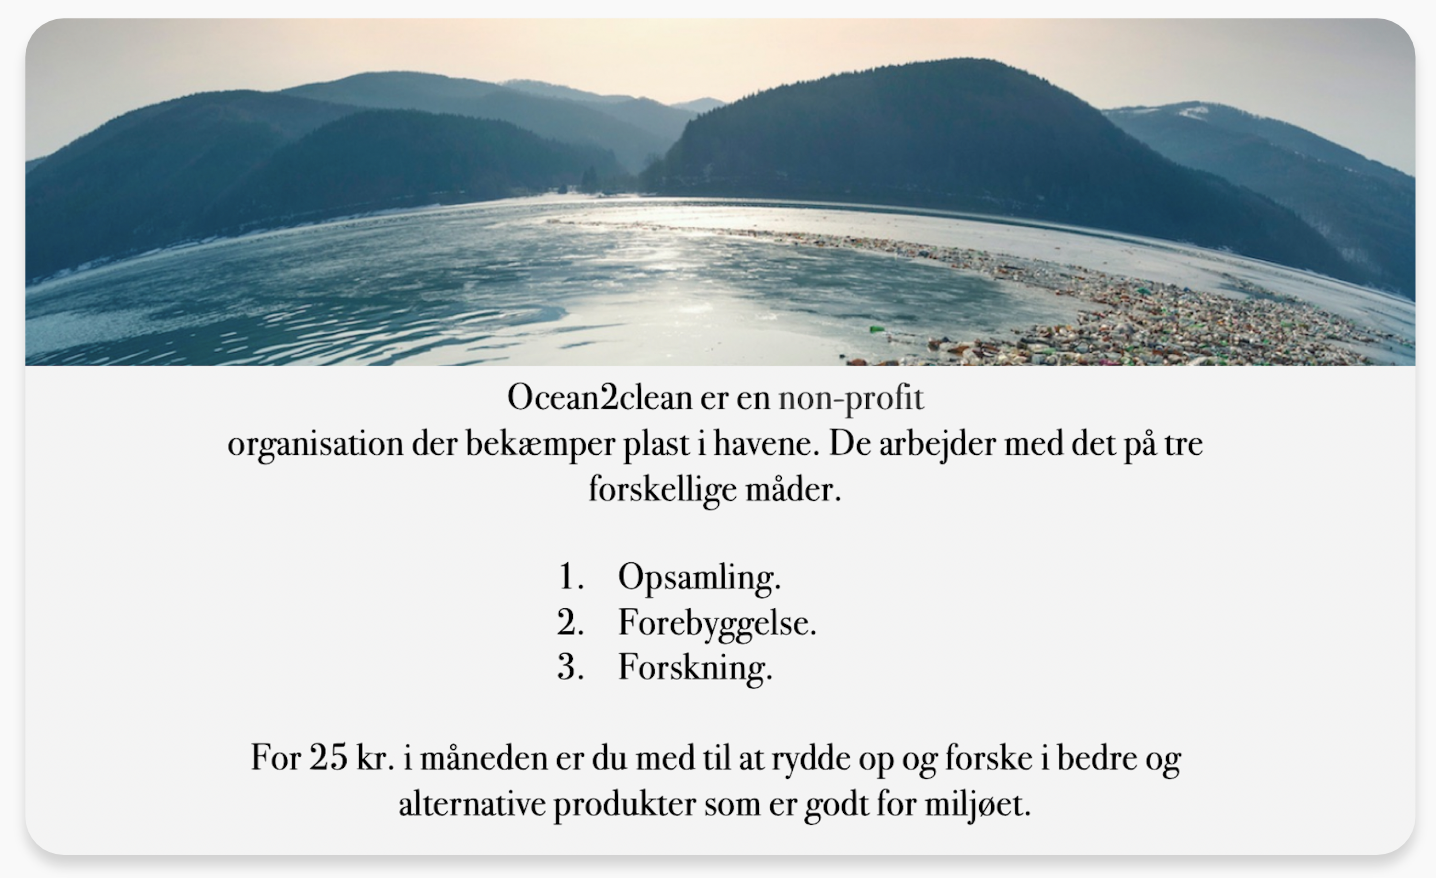 Ocean2clean er en non-profit
organisation der bekæmper plast i havene. De arbejder med det på tre
forskellige måder.
1. Opsamling.
2. Forebyggelse.
3. Forskning.
For 25 kr. i måneden er du med til at rydde op og forske i bedre og
alternative produkter som er godt for miljøet.